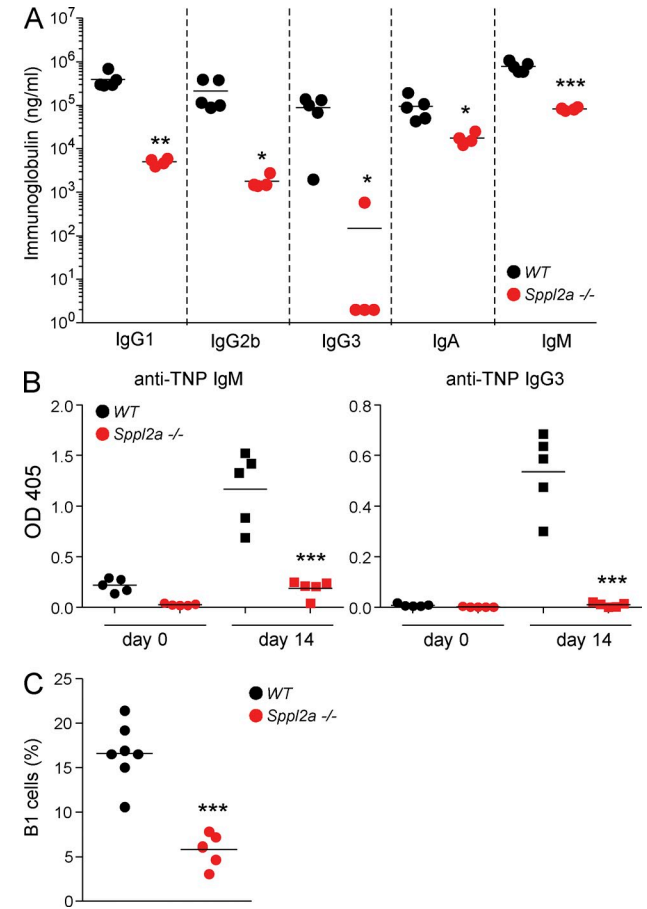 A
Immunoglobulin (ng/ml)
10⁷
10⁶
10⁵
10⁴
10³
10²
10¹
10⁰
**
*
*
*
***
WT
Sppl2a -/-
IgG1 IgG2b IgG3 IgA IgM
B
anti-TNP IgM
OD 405
2.0
1.5
1.0
0.5
0.0
WT
Sppl2a -/-
***
day 0 day 14
anti-TNP IgG3
0.8
0.6
0.4
0.2
0.0
***
day 0 day 14
C
B1 cells (%)
25
20
15
10
5
0
WT
Sppl2a -/-
***